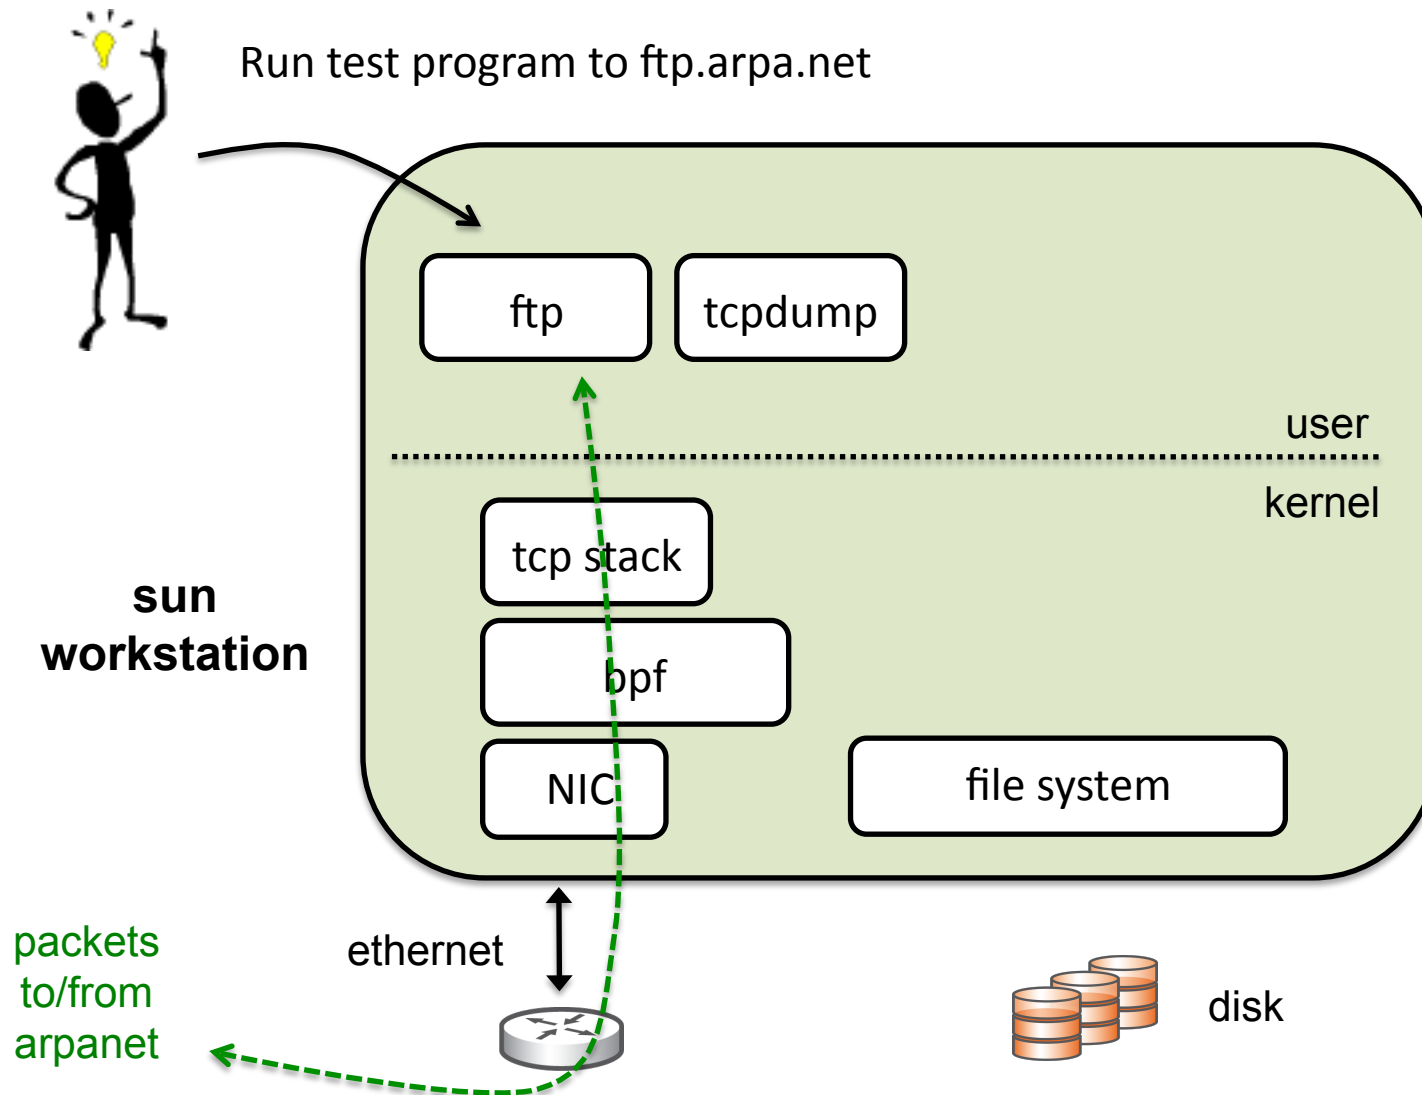 Run test program to ftp.arpa.net
ftp
tcpdump
user
kernel
tcp stack
sun
workstation
bpf
NIC
file system
packets
to/from
arpanet
ethernet
disk